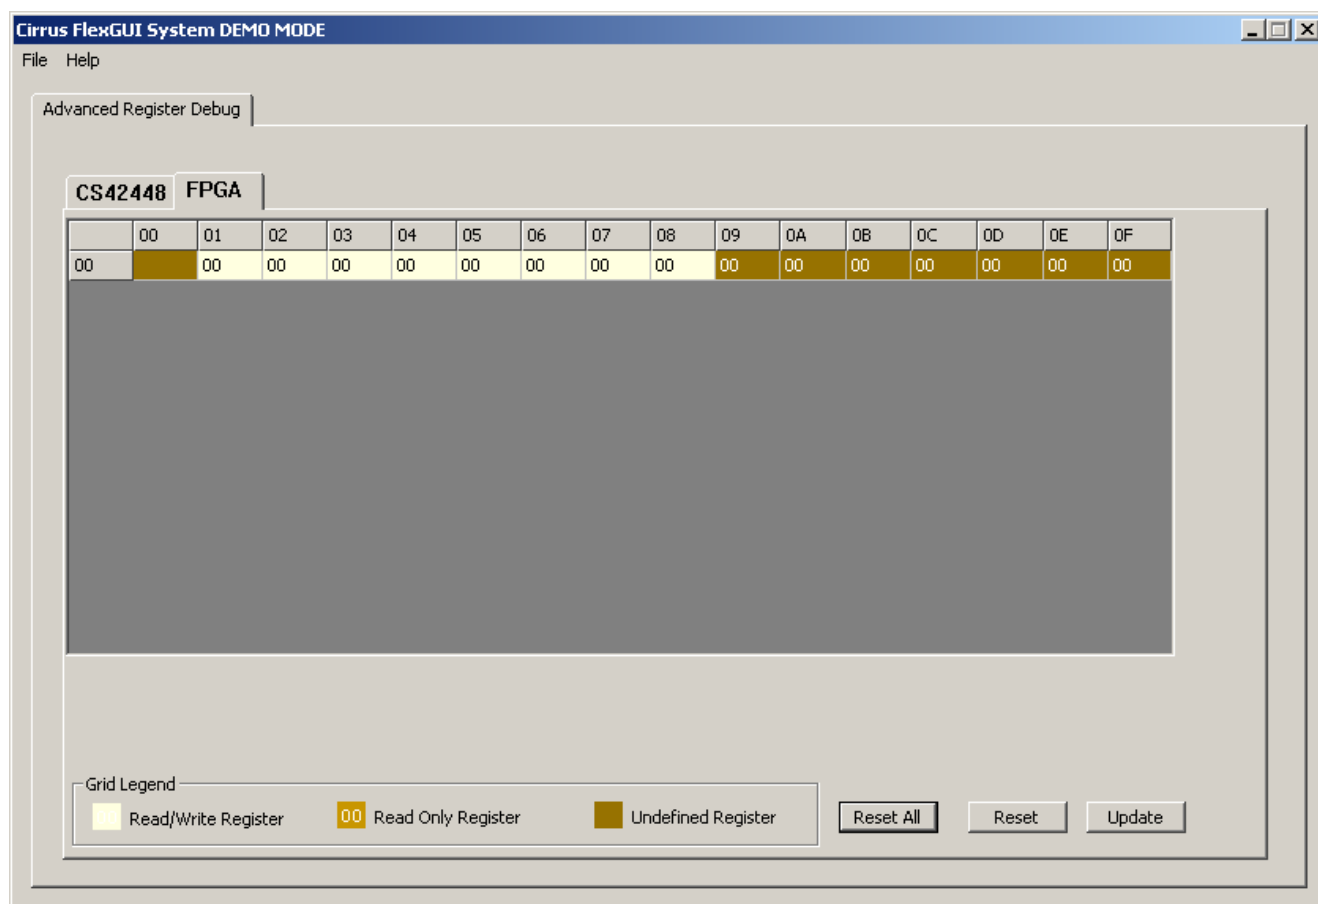 Cirrus FlexGUI System DEMO MODE
File Help
Advanced Register Debug
CS42448 FPGA
00 01 02 03 04 05 06 07 08 09 0A 0B 0C 0D 0E 0F
00 00 00 00 00 00 00 00 00 00 00 00 00 00 00 00
Grid Legend
Read/Write Register 00 Read Only Register Undefined Register Reset All Reset Update